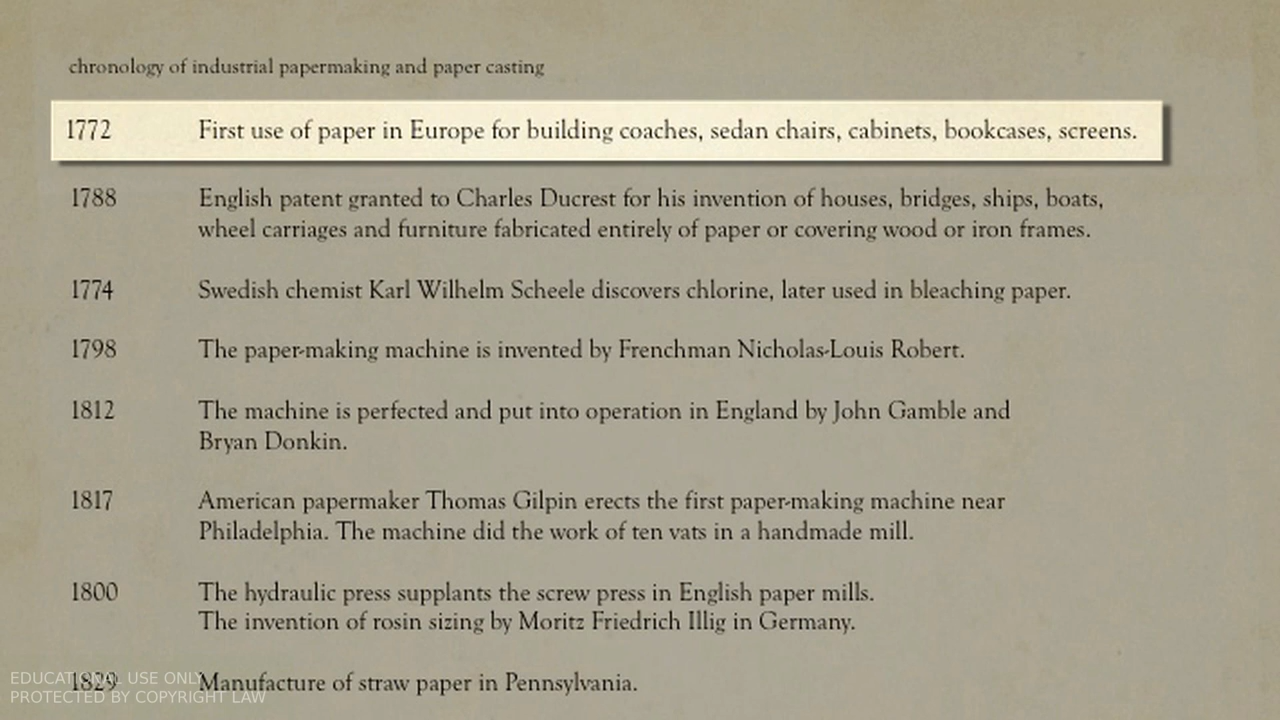 chronology of industrial papermaking and paper casting
1772 First use of paper in Europe for building coaches, sedan chairs, cabinets, bookcases, screens.
1788 English patent granted to Charles Ducrest for his invention of houses, bridges, ships, boats,
wheel carriages and furniture fabricated entirely of paper or covering wood or iron frames.
1774 Swedish chemist Karl Wilhelm Scheele discovers chlorine, later used in bleaching paper.
1798 The paper-making machine is invented by Frenchman Nicholas-Louis Robert.
1812 The machine is perfected and put into operation in England by John Gamble and
Bryan Donkin.
1817 American papermaker Thomas Gilpin erects the first paper-making machine near
Philadelphia. The machine did the work of ten vats in a handmade mill.
1800 The hydraulic press supplants the screw press in English paper mills.
The invention of rosin sizing by Moritz Friedrich Illig in Germany.
1829 Manufacture of straw paper in Pennsylvania.
EDUCATIONAL USE ONLY
PROTECTED BY COPYRIGHT LAW